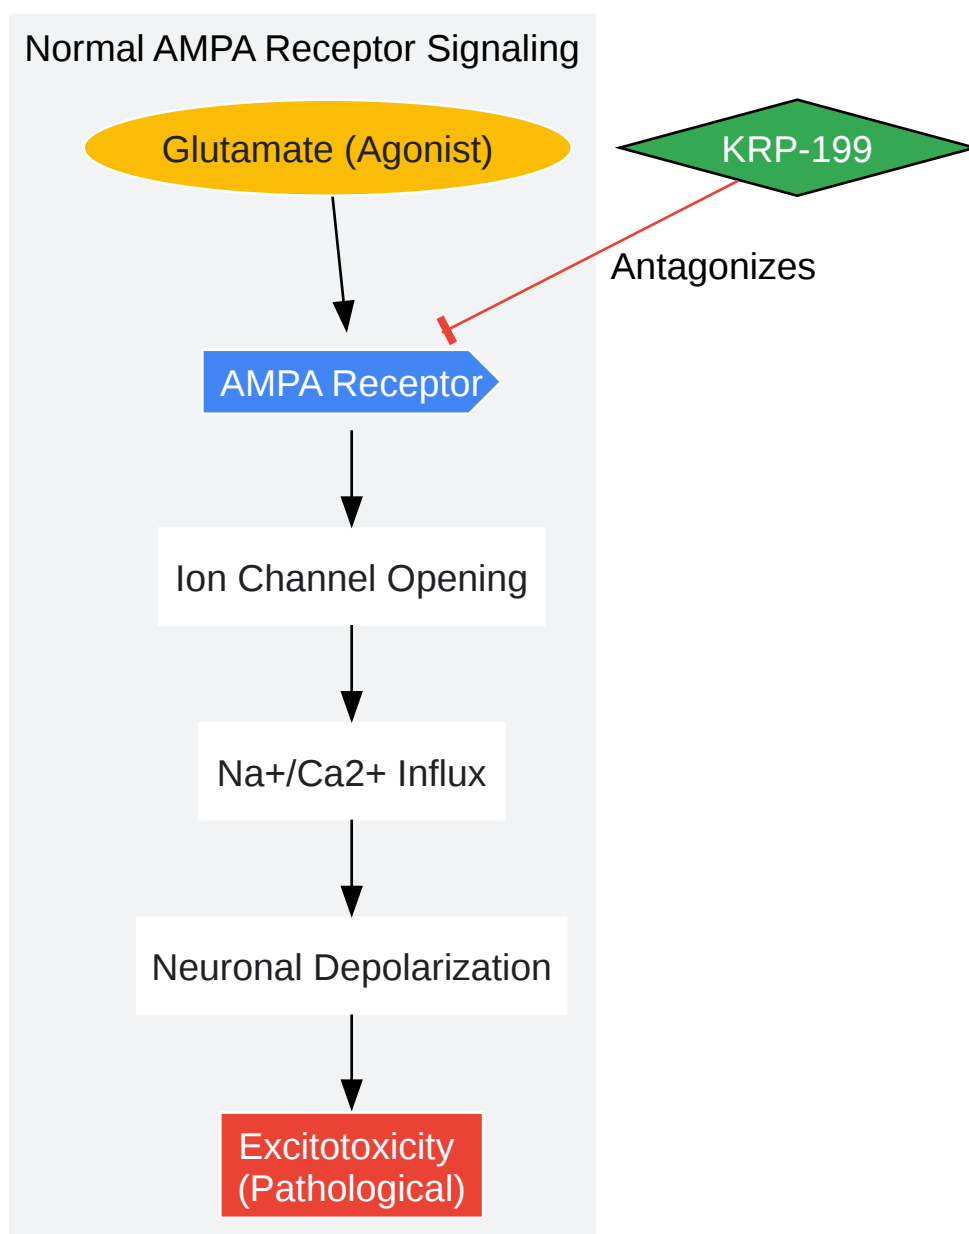 Normal AMPA Receptor Signaling
Glutamate (Agonist)
KRP-199
Antagonizes
AMPA Receptor
Ion Channel Opening
Na+/Ca2+ Influx
Neuronal Depolarization
Excitotoxicity
(Pathological)